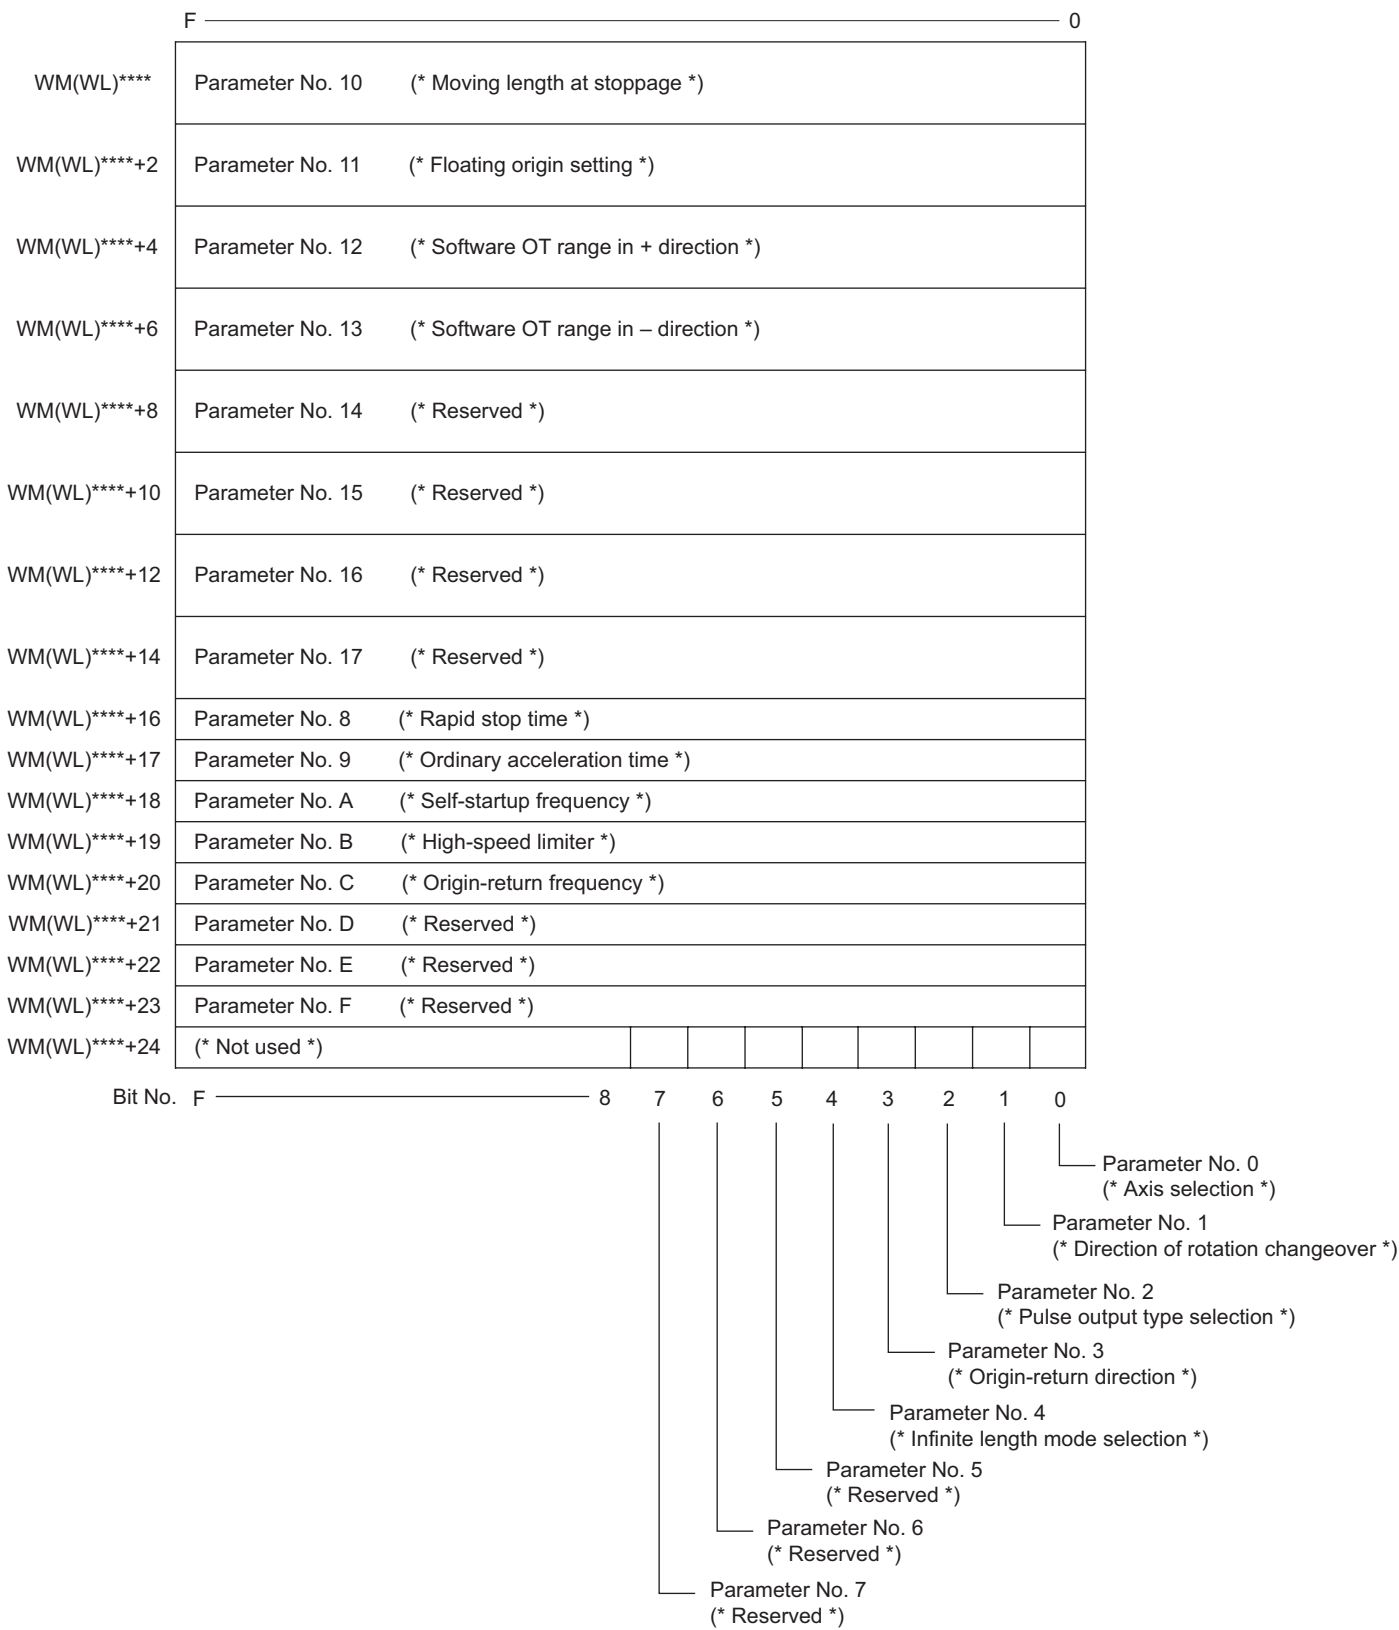 F 0
WM(WL)**** Parameter No. 10 (* Moving length at stoppage *)
WM(WL)****+2 Parameter No. 11 (* Floating origin setting *)
WM(WL)****+4 Parameter No. 12 (* Software OT range in + direction *)
WM(WL)****+6 Parameter No. 13 (* Software OT range in – direction *)
WM(WL)****+8 Parameter No. 14 (* Reserved *)
WM(WL)****+10 Parameter No. 15 (* Reserved *)
WM(WL)****+12 Parameter No. 16 (* Reserved *)
WM(WL)****+14 Parameter No. 17 (* Reserved *)
WM(WL)****+16 Parameter No. 8 (* Rapid stop time *)
WM(WL)****+17 Parameter No. 9 (* Ordinary acceleration time *)
WM(WL)****+18 Parameter No. A (* Self-startup frequency *)
WM(WL)****+19 Parameter No. B (* High-speed limiter *)
WM(WL)****+20 Parameter No. C (* Origin-return frequency *)
WM(WL)****+21 Parameter No. D (* Reserved *)
WM(WL)****+22 Parameter No. E (* Reserved *)
WM(WL)****+23 Parameter No. F (* Reserved *)
WM(WL)****+24 (* Not used *)
Bit No. F 8 7 6 5 4 3 2 1 0
Parameter No. 0
(* Axis selection *)
Parameter No. 1
(* Direction of rotation changeover *)
Parameter No. 2
(* Pulse output type selection *)
Parameter No. 3
(* Origin-return direction *)
Parameter No. 4
(* Infinite length mode selection *)
Parameter No. 5
(* Reserved *)
Parameter No. 6
(* Reserved *)
Parameter No. 7
(* Reserved *)